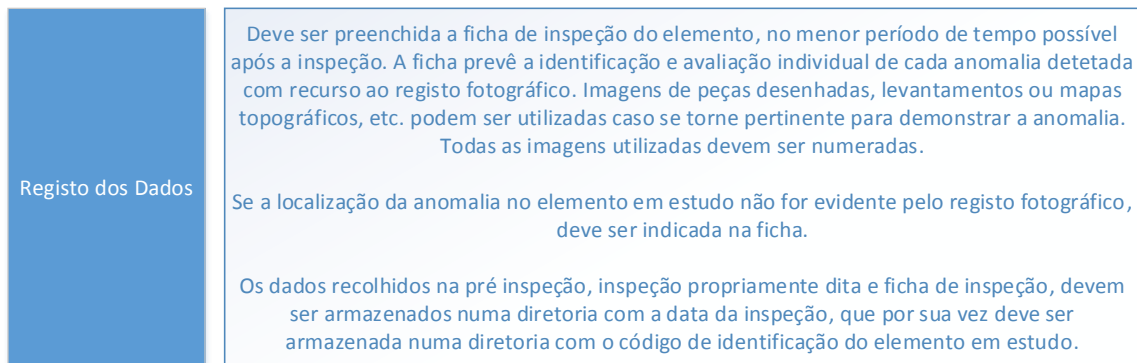 Registo dos Dados
Deve ser preenchida a ficha de inspeção do elemento, no menor período de tempo possível
após a inspeção. A ficha prevê a identificação e avaliação individual de cada anomalia detetada
com recurso ao registo fotográfico. Imagens de peças desenhadas, levantamentos ou mapas
topográficos, etc. podem ser utilizadas caso se torne pertinente para demonstrar a anomalia.
Todas as imagens utilizadas devem ser numeradas.
Se a localização da anomalia no elemento em estudo não for evidente pelo registo fotográfico,
deve ser indicada na ficha.
Os dados recolhidos na pré inspeção, inspeção propriamente dita e ficha de inspeção, devem
ser armazenados numa diretoria com a data da inspeção, que por sua vez deve ser
armazenada numa diretoria com o código de identificação do elemento em estudo.